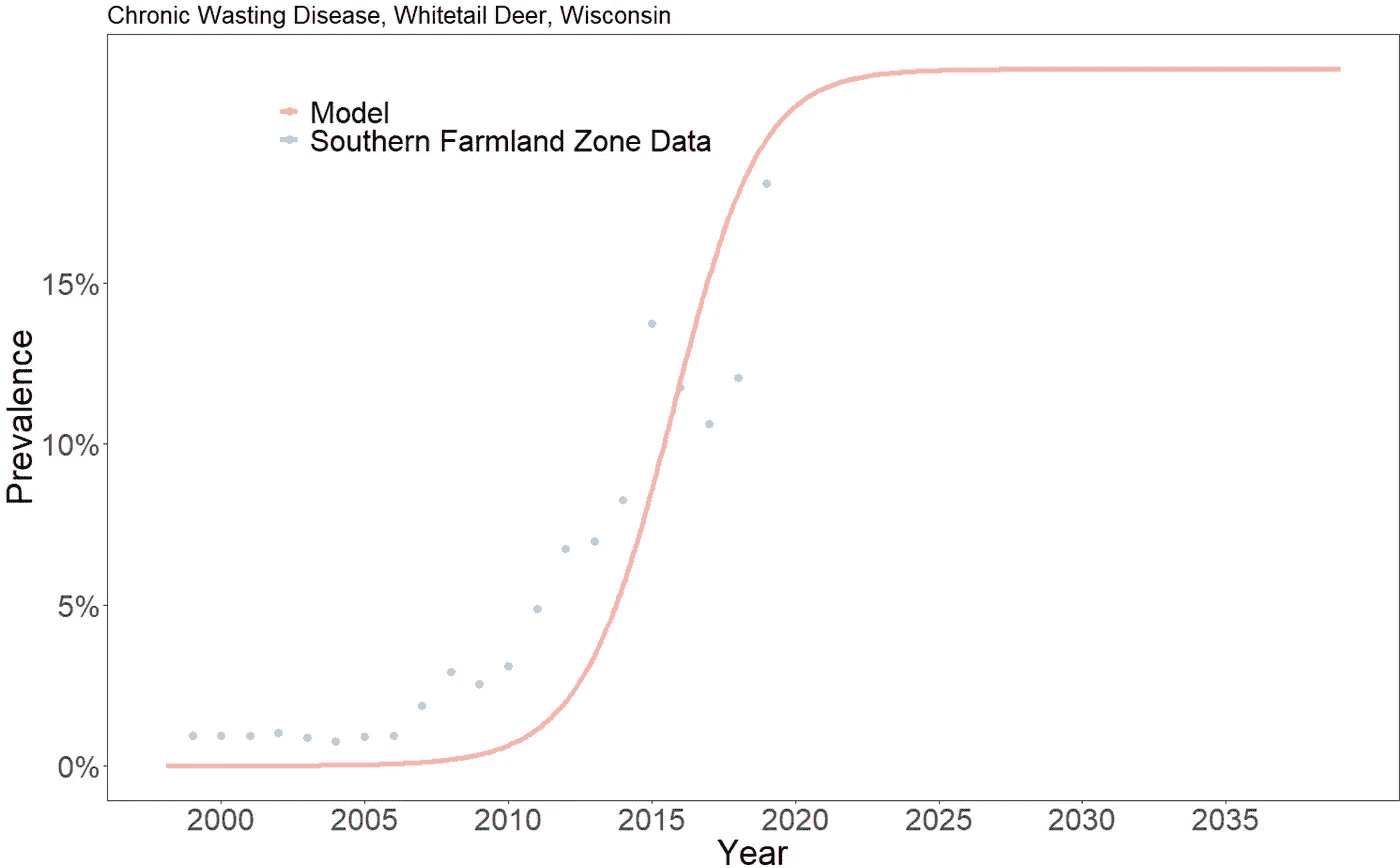 Chronic Wasting Disease, Whitetail Deer, Wisconsin
Model
Southern Farmland Zone Data
15%
10%
5%
0%
Prevalence
2000 2005 2010 2015 2020 2025 2030 2035
Year